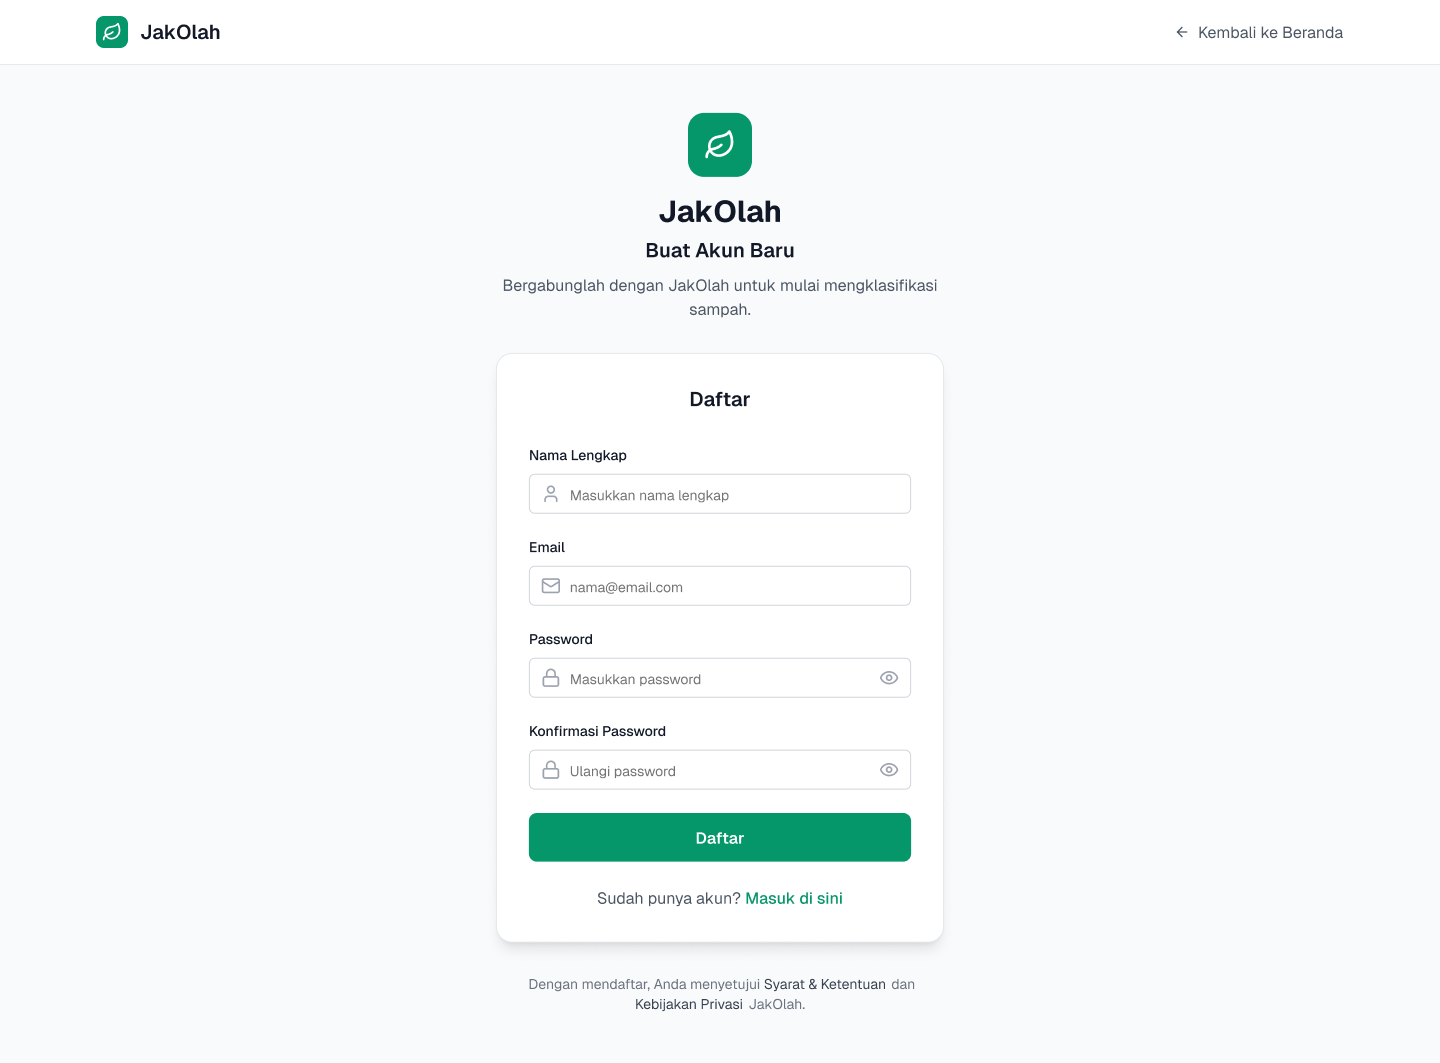 JakOlah
Kembali ke Beranda
JakOlah
Buat Akun Baru
Bergabunglah dengan JakOlah untuk mulai mengklasifikasi
sampah.
Daftar
Nama Lengkap
Masukkan nama lengkap
Email
nama@email.com
Password
Masukkan password
Konfirmasi Password
Ulangi password
Daftar
Sudah punya akun? Masuk di sini
Dengan mendaftar, Anda menyetujui Syarat & Ketentuan dan
Kebijakan Privasi JakOlah.